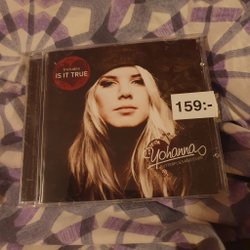 includes
IS IT TRUE
159:-
Yohanna